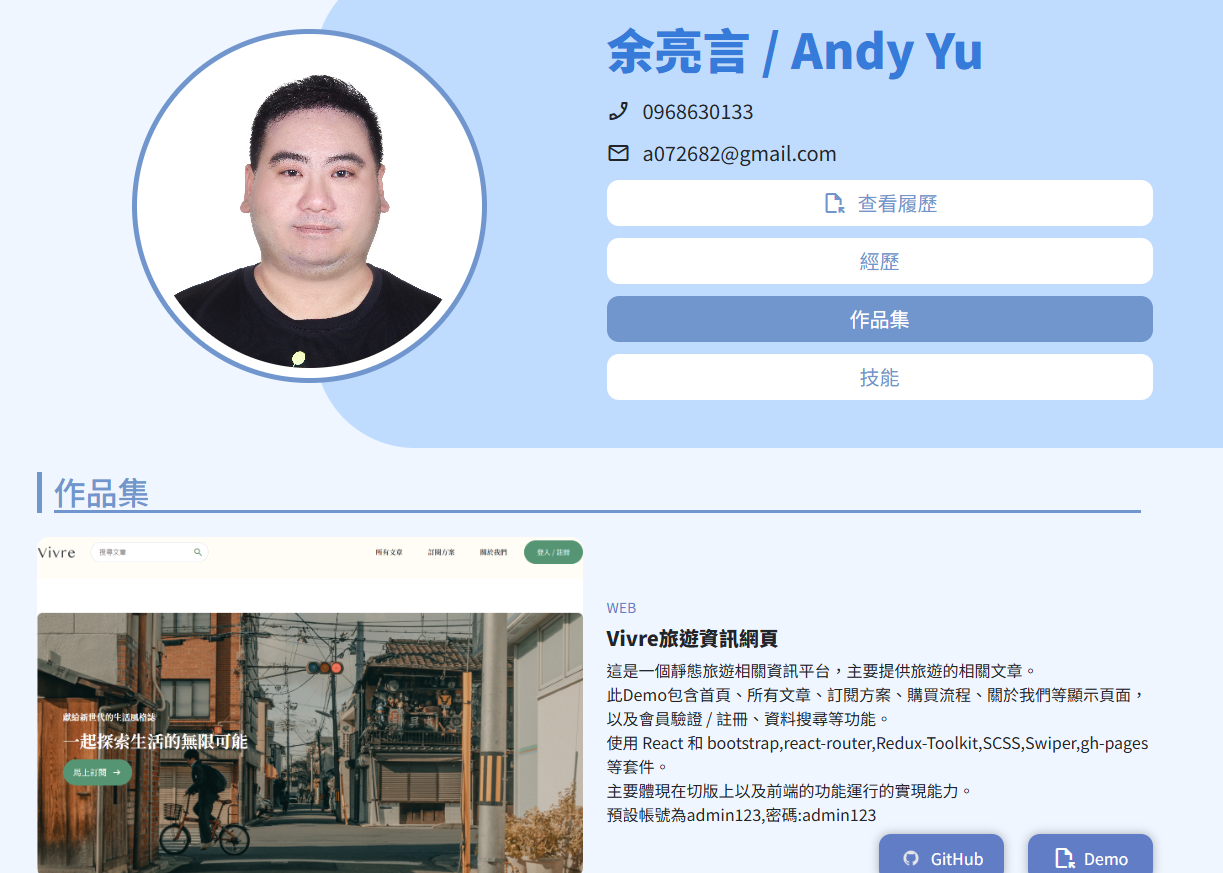 余亮言 / Andy Yu
0968630133
a072682@gmail.com
查看履歷
經歷
作品集
技能
作品集
Vivre
搜尋文章
所有文章
訂閱方案
關於我們
登入 / 註冊
獻給新世代的生活風格誌
一起探索生活的無限可能
馬上訂閱
WEB
Vivre旅遊資訊網頁
這是一個靜態旅遊相關資訊平台，主要提供旅遊的相關文章。
此Demo包含首頁、所有文章、訂閱方案、購買流程、關於我們等顯示頁面，
以及會員驗證 / 註冊、資料搜尋等功能。
使用 React 和 bootstrap,react-router,Redux-Toolkit,SCSS,Swiper,gh-pages
等套件。
主要體現在切版上以及前端的功能運行的實現能力。
預設帳號為admin123,密碼:admin123
GitHub
Demo